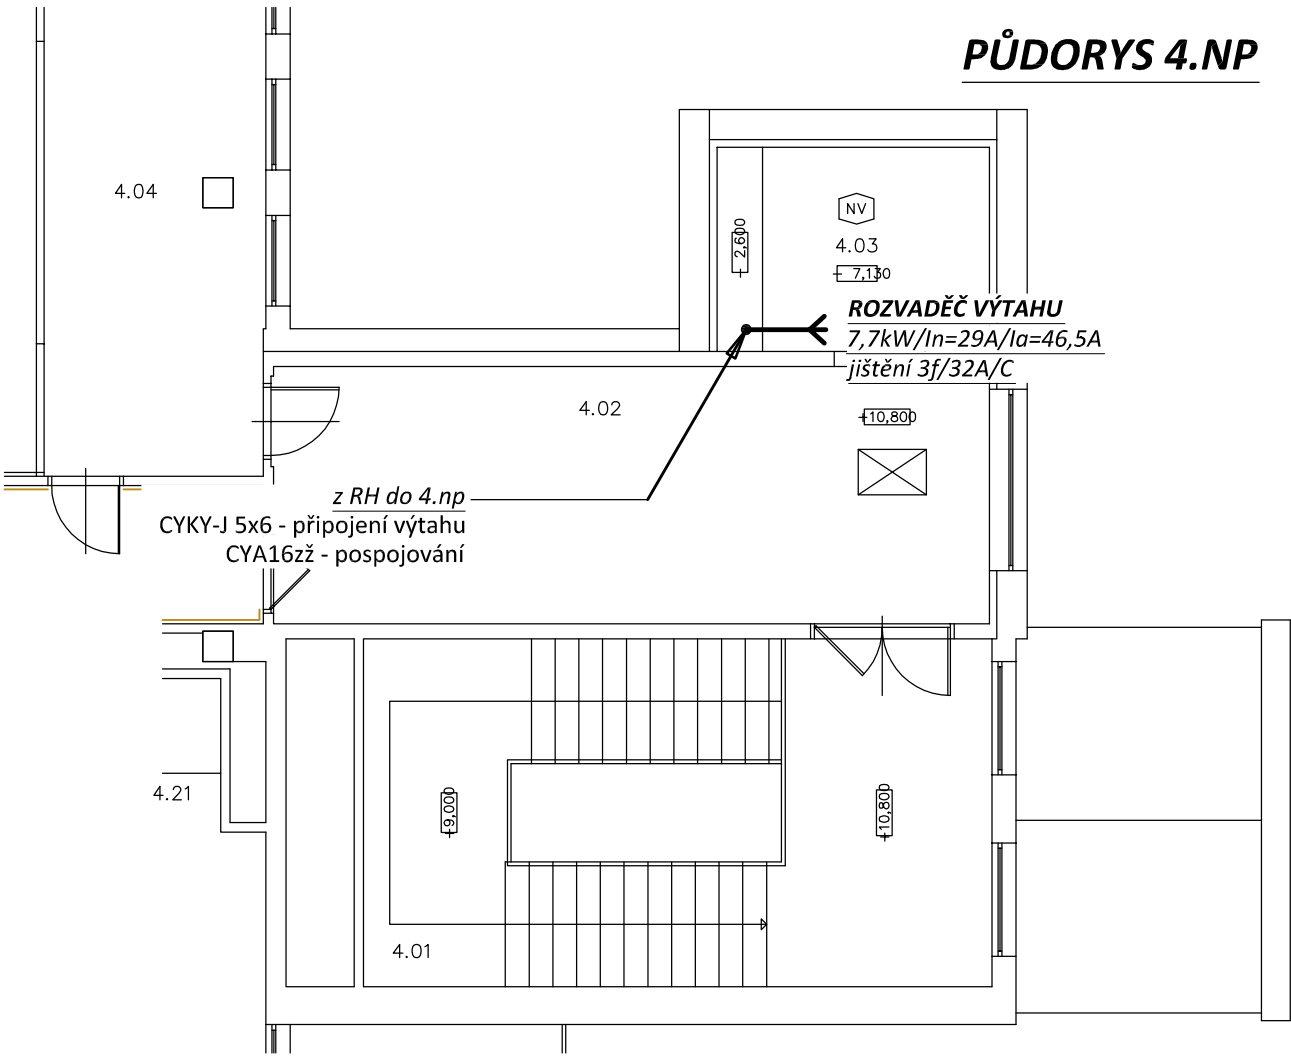 PŮDORYS 4.NP
4.04
NV
4.03
2,600
7,130
ROZVADĚČ VÝTAHU
7,7kW/In=29A/Ia=46,5A
jištění 3f/32A/C
4.02
+10,800
z RH do 4.np
CYKY-J 5x6 - připojení výtahu
CYA16zž - pospojování
4.21
+9,000
+10,800
4.01